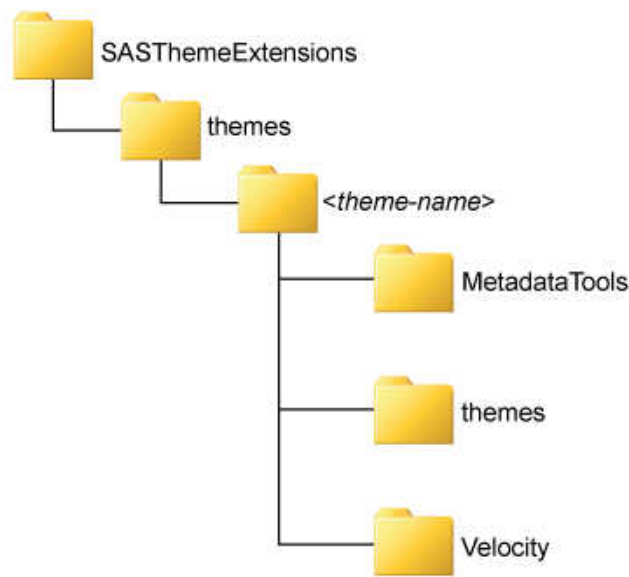 SASThemeExtensions
themes
<theme-name>
MetadataTools
themes
Velocity